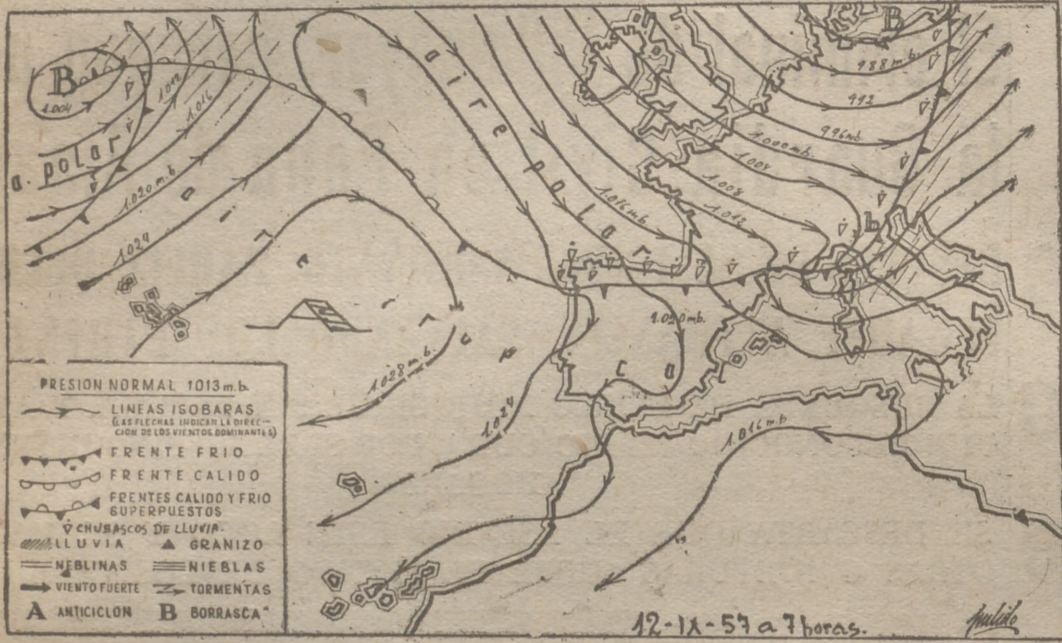 B
1.004
1.012
1.016
a. polar
1.020 m.b
1.024
aire polar
B
988 m.b.
992
996 mb.
1.000 mb.
1.004
1.008
1.012
1.016 mb
b
aire tropical
A
1.020 mb.
1.028 mb.
1.024
1.016 m.b
PRESION NORMAL 1013 m.b.
LINEAS ISOBARAS
(LAS FLECHAS INDICAN LA DIREC-
CION DE LOS VIENTOS DOMINANTES)
FRENTE FRIO
FRENTE CALIDO
FRENTES CALIDO Y FRIO
SUPERPUESTOS
CHUBASCOS DE LLUVIA.
LLUVIA GRANIZO
NEBLINAS NIEBLAS
VIENTO FUERTE TORMENTAS
A ANTICICLON B BORRASCA
12-IX-57 a 7 horas.